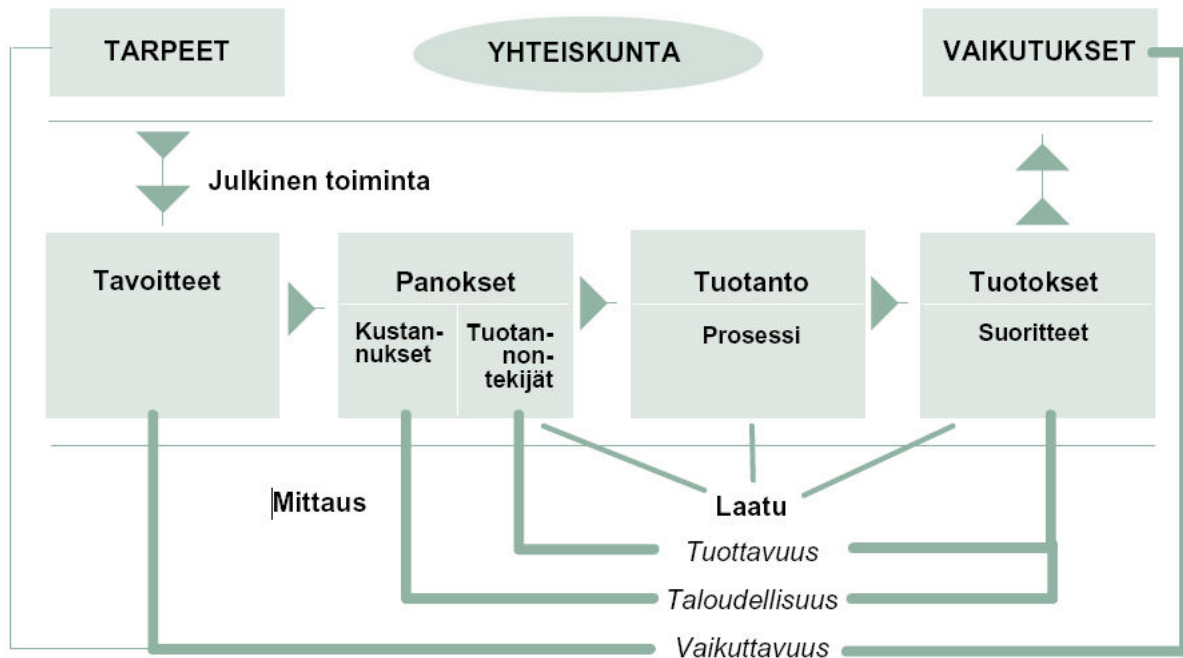 TARPEET
YHTEISKUNTA
VAIKUTUKSET
Julkinen toiminta
Tavoitteet
Panokset
Kustan-
nukset
Tuotan-
non-
tekijät
Tuotanto
Prosessi
Tuotokset
Suoritteet
Mittaus
Laatu
Tuottavuus
Taloudellisuus
Vaikuttavuus